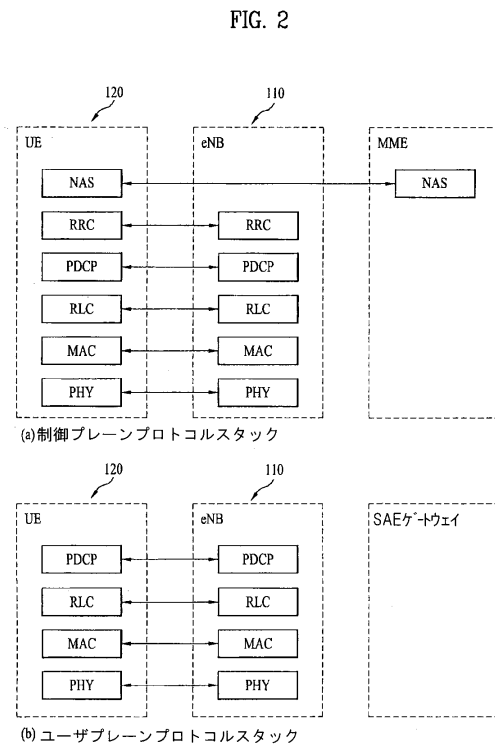 FIG. 2
120
110
UE
eNB
MME
NAS
NAS
RRC
RRC
PDCP
PDCP
RLC
RLC
MAC
MAC
PHY
PHY
(a)制御プレーンプロトコルスタック
120
110
UE
eNB
SAEゲートウェイ
PDCP
PDCP
RLC
RLC
MAC
MAC
PHY
PHY
(b)ユーザプレーンプロトコルスタック